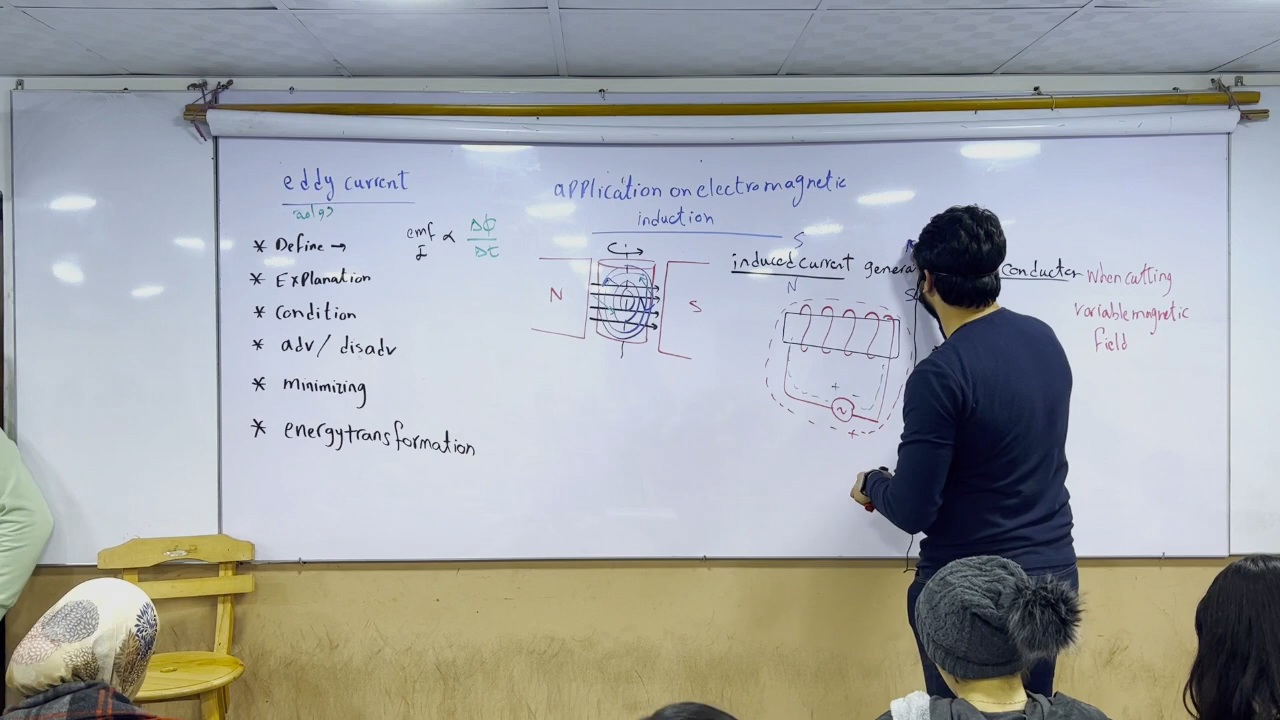 eddy current
* Define →
* Explanation
* Condition
* adv/ disadv
* minimizing
* energy transformation
emf ∝ ΔΦ
I Δt
application on electromagnetic
induction
N
S
S
induced current genera
N
S
conductor when cutting
variable magnetic
field
+
~
+